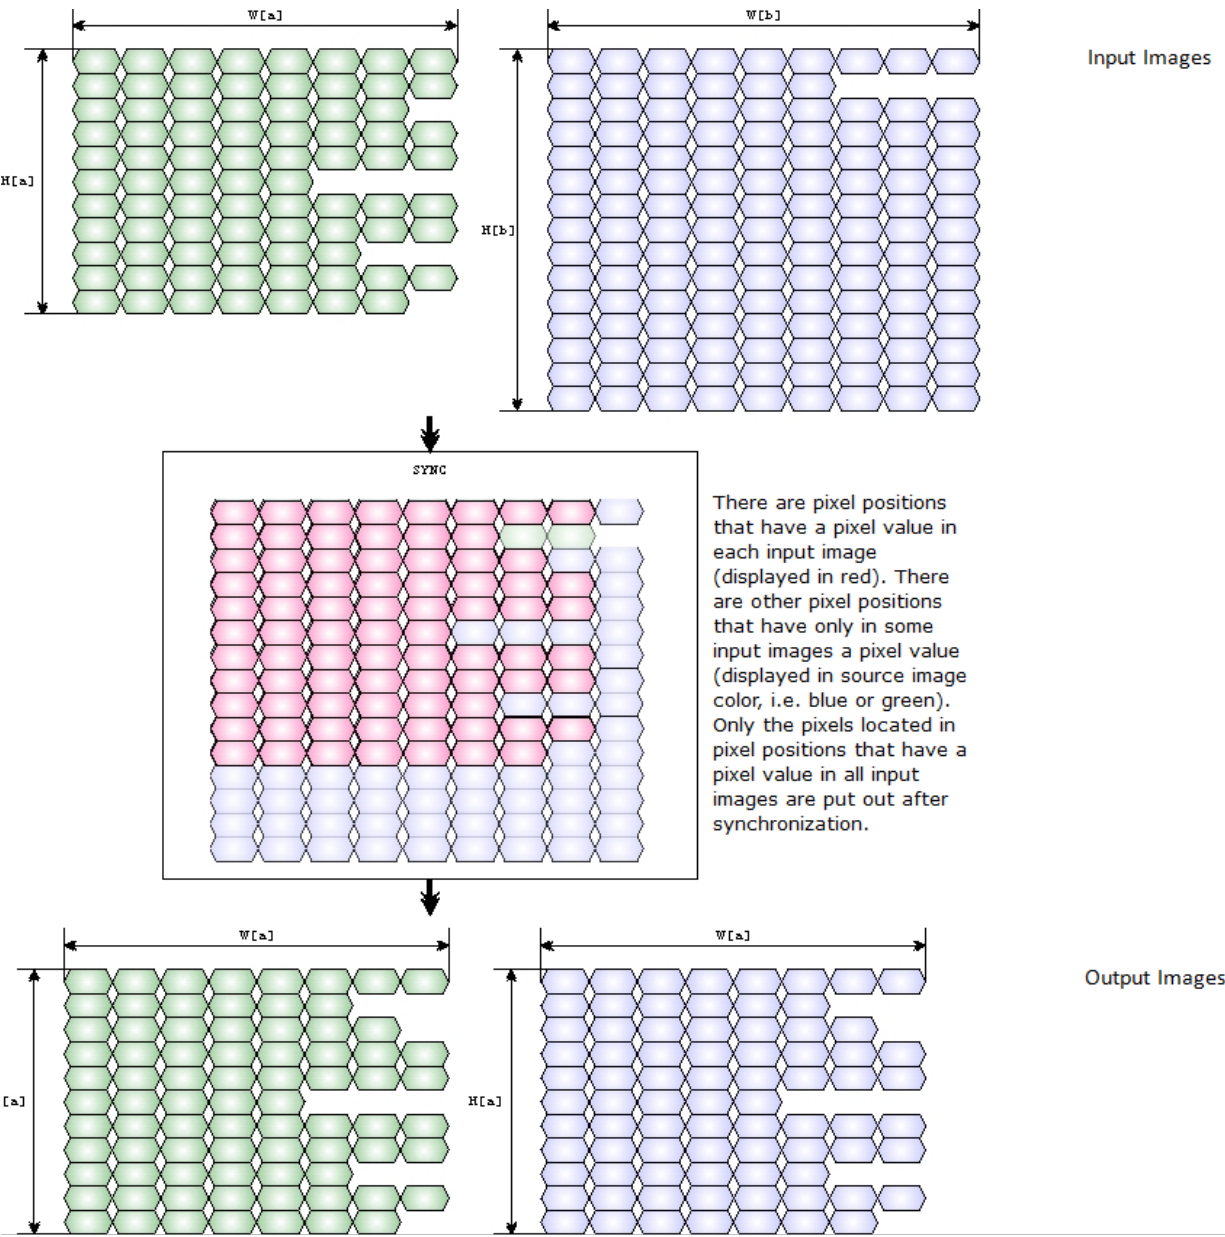 W[a]
W[b]
Input Images
H[a]
H[b]
SYNC
There are pixel positions
that have a pixel value in
each input image
(displayed in red). There
are other pixel positions
that have only in some
input images a pixel value
(displayed in source image
color, i.e. blue or green).
Only the pixels located in
pixel positions that have a
pixel value in all input
images are put out after
synchronization.
W[a]
W[a]
Output Images
[a]
H[a]